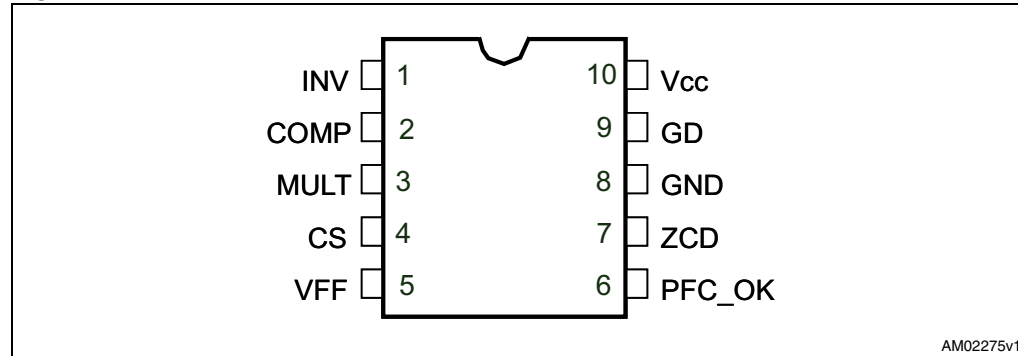 INV 1 10 Vcc
COMP 2 9 GD
MULT 3 8 GND
CS 4 7 ZCD
VFF 5 6 PFC_OK
AM02275v1